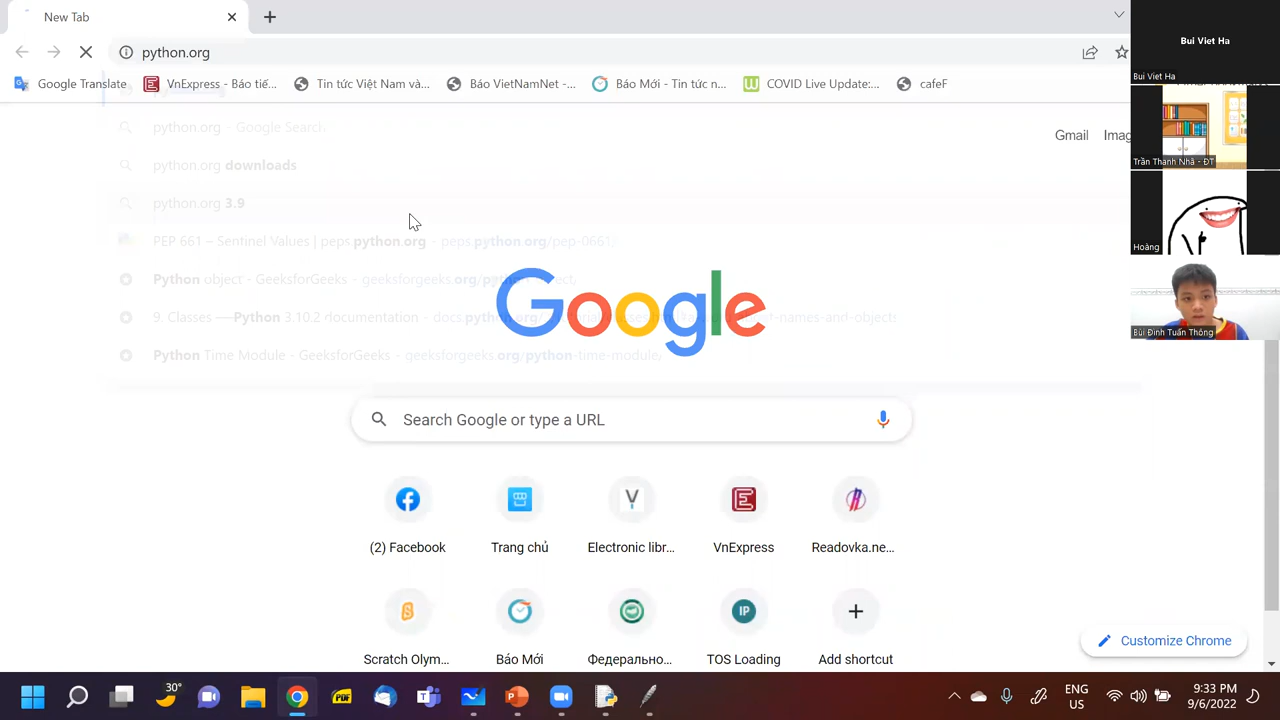 New Tab
python.org
Google Translate
VnExpress - Báo tiế...
Tin tức Việt Nam và...
Báo VietNamNet -...
Báo Mới - Tin tức n...
COVID Live Update:...
cafeF
python.org - Google Search
python.org downloads
python.org 3.9
PEP 661 – Sentinel Values | peps.python.org - peps.python.org/pep-0661/
Python object - GeeksforGeeks - geeksforgeeks.org/python-object/
9. Classes — Python 3.10.2 documentation - docs.python.org/
names-and-objects
Python Time Module - GeeksforGeeks - geeksforgeeks.org/python-time-module/
Gmail
Imag
Google
Search Google or type a URL
(2) Facebook
Trang chủ
Electronic libr...
VnExpress
Readovka.ne...
Scratch Olym...
Báo Mới
Федерально...
TOS Loading
Add shortcut
IP
Customize Chrome
Bui Viet Ha
Bui Viet Ha
Trần Thanh Nhã - ĐT
Hoàng
Bùi Đình Tuấn Thông
30°
PDF
ENG
US
9:33 PM
9/6/2022